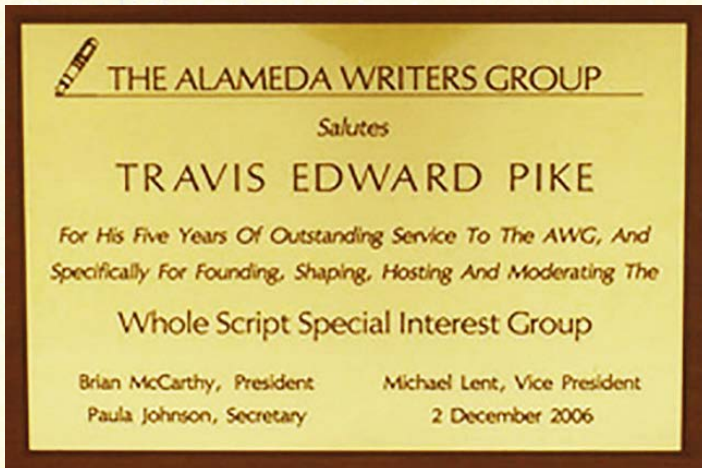 THE ALAMEDA WRITERS GROUP
Salutes
TRAVIS EDWARD PIKE
For His Five Years Of Outstanding Service To The AWG, And
Specifically For Founding, Shaping, Hosting And Moderating The
Whole Script Special Interest Group
Brian McCarthy, President Michael Lent, Vice President
Paula Johnson, Secretary 2 December 2006